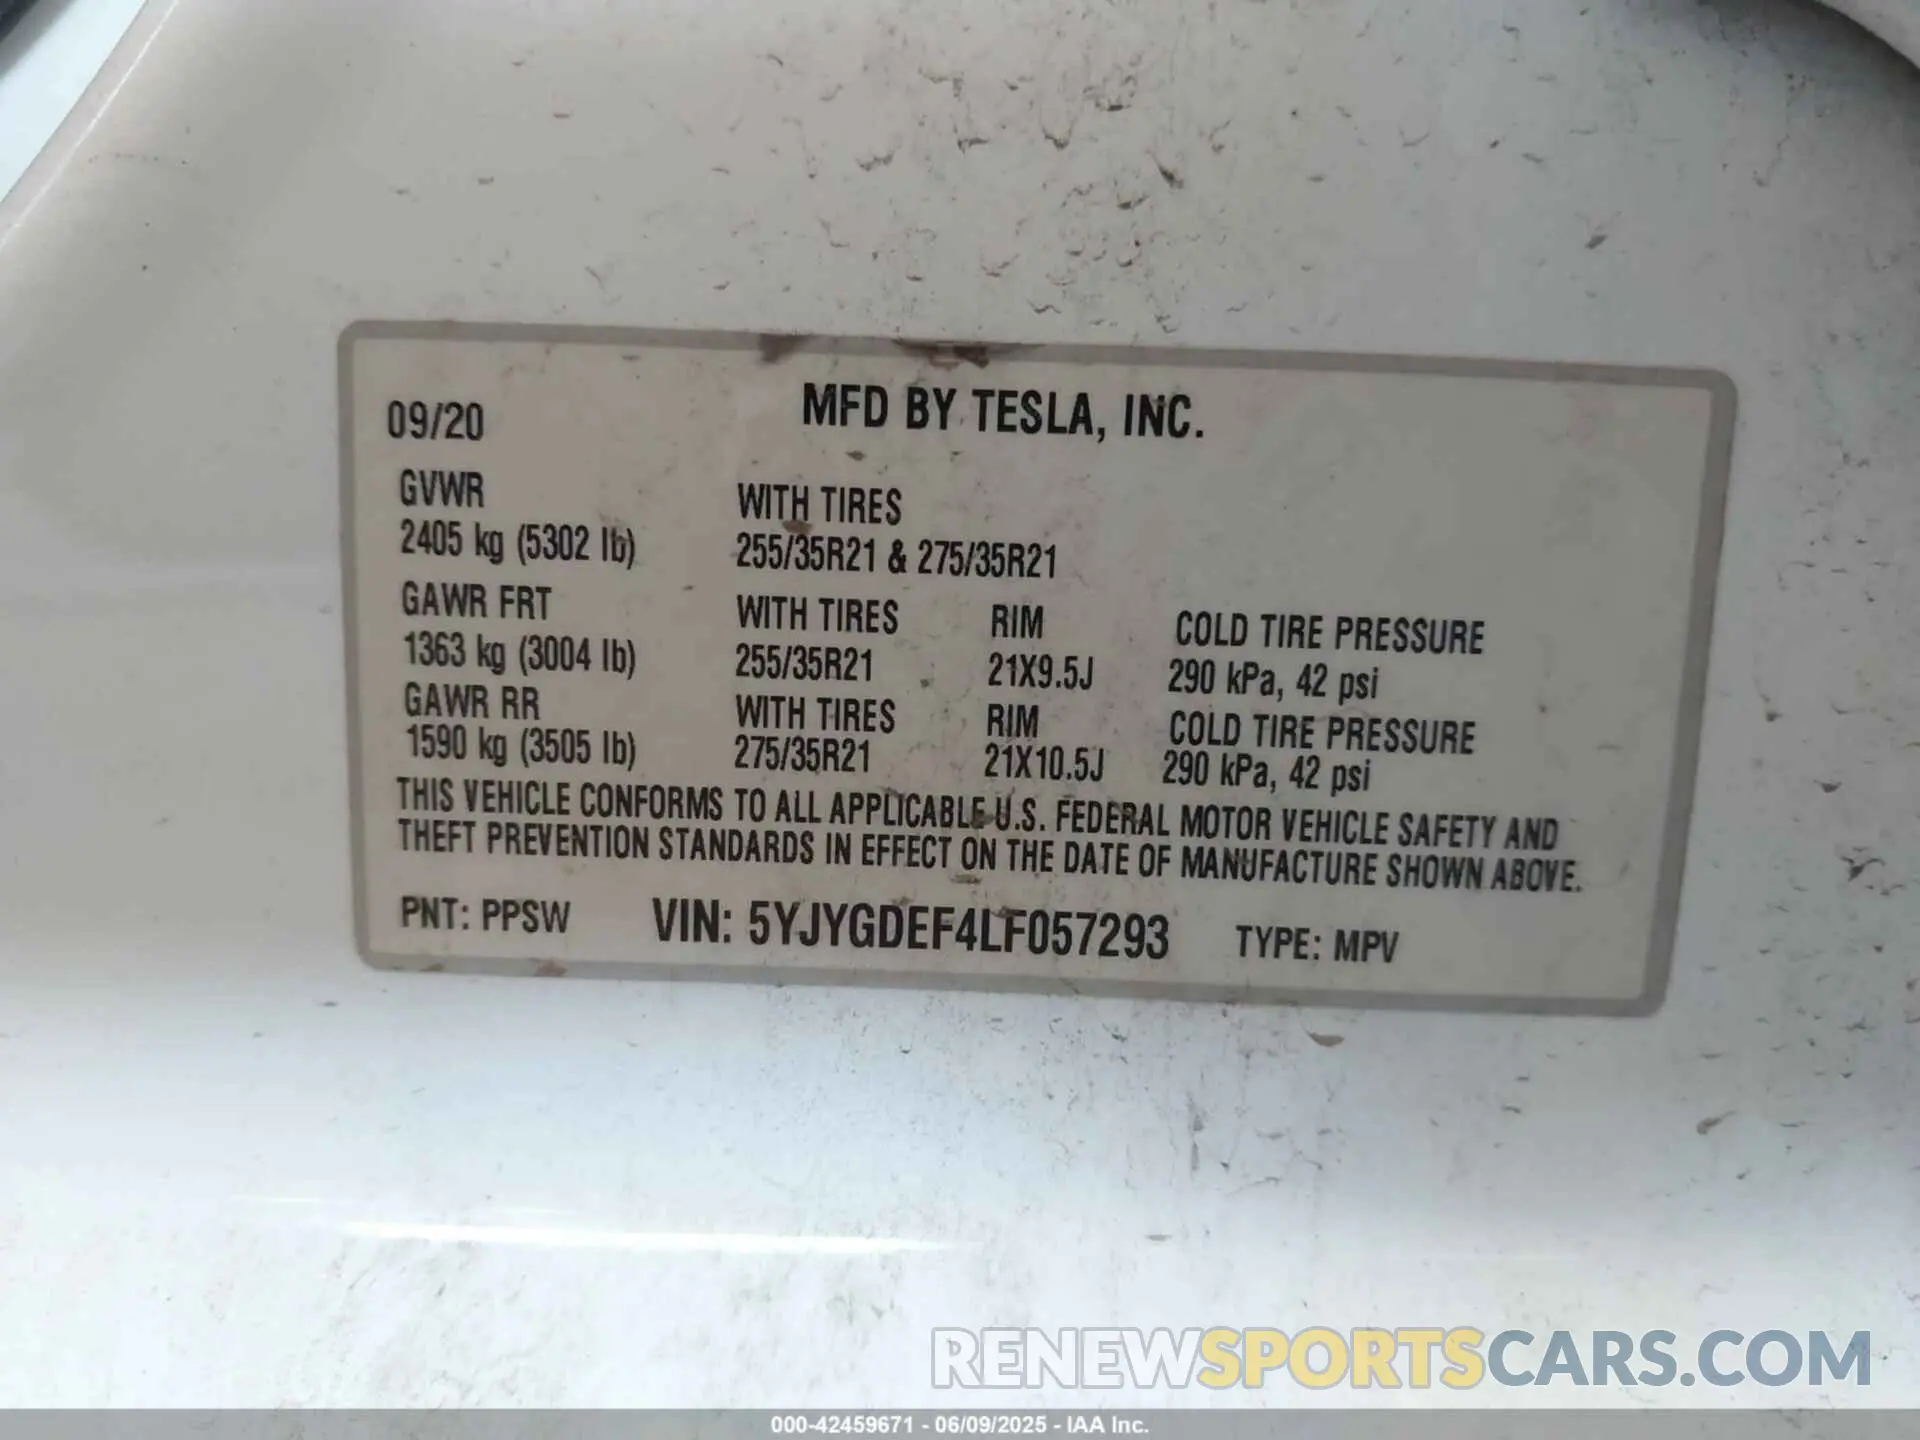 09/20 MFD BY TESLA, INC.
GVWR WITH TIRES
2405 kg (5302 lb) 255/35R21 & 275/35R21
GAWR FRT WITH TIRES RIM COLD TIRE PRESSURE
1363 kg (3004 lb) 255/35R21 21X9.5J 290 kPa, 42 psi
GAWR RR WITH TIRES RIM COLD TIRE PRESSURE
1590 kg (3505 lb) 275/35R21 21X10.5J 290 kPa, 42 psi
THIS VEHICLE CONFORMS TO ALL APPLICABLE U.S. FEDERAL MOTOR VEHICLE SAFETY AND
THEFT PREVENTION STANDARDS IN EFFECT ON THE DATE OF MANUFACTURE SHOWN ABOVE.
PNT: PPSW VIN: 5YJYGDEF4LF057293 TYPE: MPV
RENEWSPORTSCARS.COM
000-42459671 - 06/09/2025 - IAA Inc.